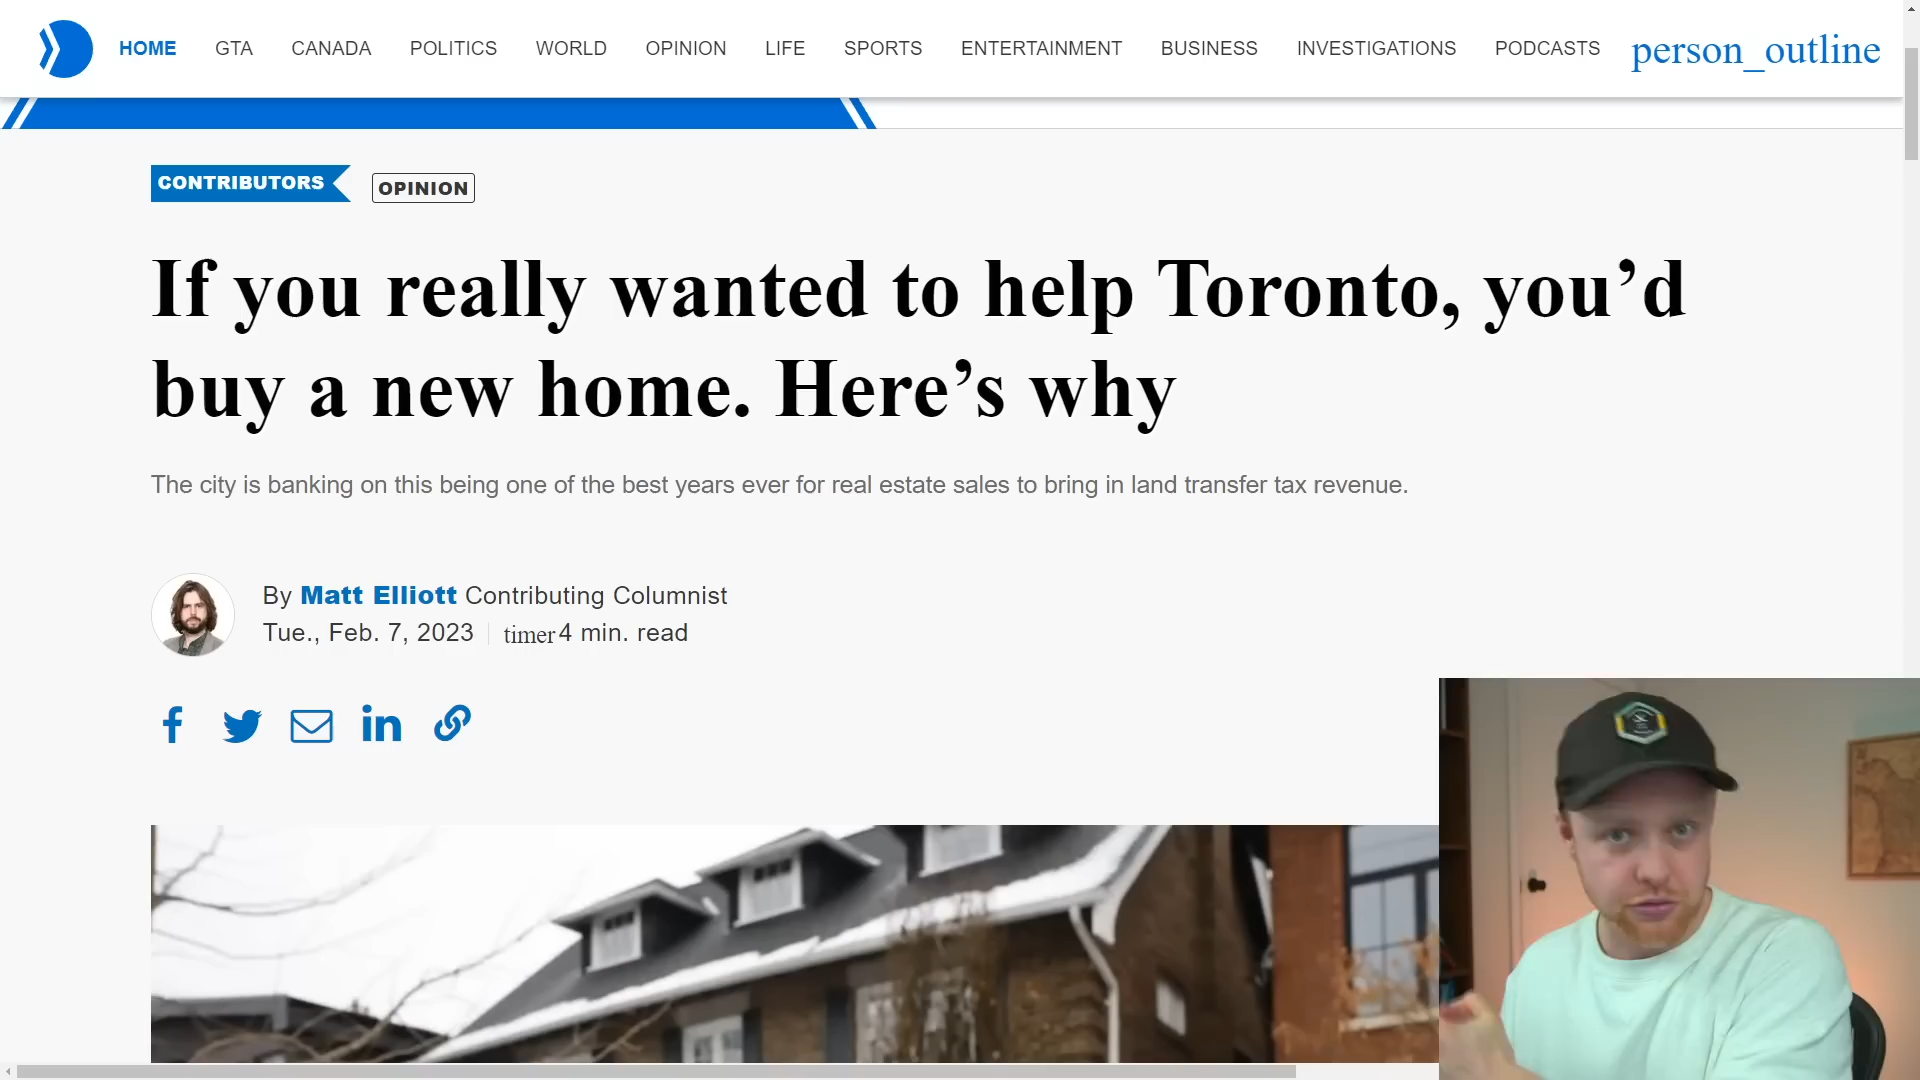 HOME GTA CANADA POLITICS WORLD OPINION LIFE SPORTS ENTERTAINMENT BUSINESS INVESTIGATIONS PODCASTS person_outline
CONTRIBUTORS OPINION
If you really wanted to help Toronto, you’d
buy a new home. Here’s why
The city is banking on this being one of the best years ever for real estate sales to bring in land transfer tax revenue.
By Matt Elliott Contributing Columnist
Tue., Feb. 7, 2023 timer 4 min. read